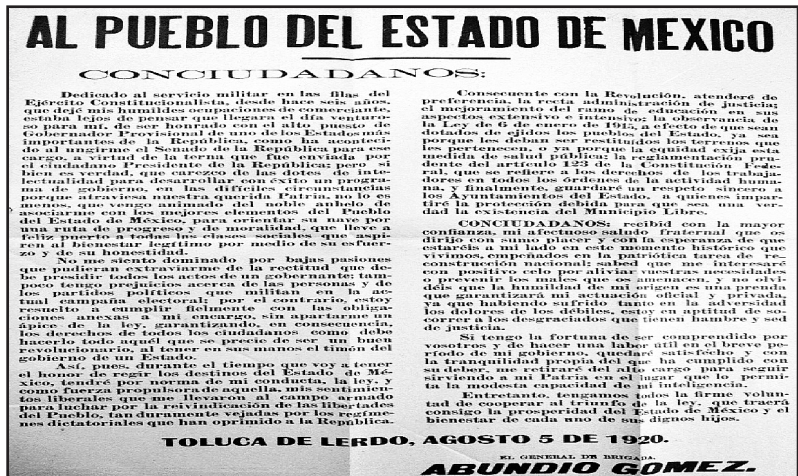 AL PUEBLO DEL ESTADO DE MEXICO
CONCIUDADANOS:
Dedicado al servicio militar en las filas del
Ejército Constitucionalista, desde hace seis años,
que dejé mis humildes ocupaciones de comerciante,
estaba lejos de pensar que llegara el día venturo-
so para mí, de ser honrado con el alto puesto de
Gobernador Provisional de uno de los Estados más
importantes de la República, como ha aconteci-
do al ungirme el Senado de la República para ese
cargo, a virtud de la terna que fue enviada por
el ciudadano Presidente de la República; pero si
bien es verdad, que carezco de las dotes de inte-
lectualidad para desarrollar con éxito un progra-
ma de gobierno, en las difíciles circunstancias
porque atraviesa nuestra querida Patria, no lo es
menos, que vengo animado del noble anhelo de
asociarme con los mejores elementos del Pueblo
del Estado de México, para orientar su nave por
una ruta de progreso y de moralidad, que lleve a
feliz puerto a todas las clases sociales que aspi-
ren al bienestar legítimo por medio de su esfuer-
zo y de su honestidad.
No me siento dominado por bajas pasiones
que pudieran extraviarme de la rectitud que de-
be presidir todos los actos de un gobernante; tam-
poco tengo prejuicios acerca de las personas y de
los partidos políticos que militan en la ac-
tual campaña electoral; por el contrario, estoy
resuelto a cumplir fielmente con las obliga-
ciones anexas a mi encargo, sin apartarme un
ápice de la ley, garantizando, en consecuencia,
los derechos de todos los ciudadanos como debe
hacerlo todo aquél que se precie de ser un buen
revolucionario, al tener en sus manos el timón del
gobierno de un Estado.
Así, pues, durante el tiempo que voy a tener
el honor de regir los destinos del Estado de Mé-
xico, tendré por norma de mi conducta, la ley, y
como fuerza propulsora de aquella, mis sentimien-
tos liberales que me llevaron al campo armado
para luchar por la reivindicación de las libertades
del Pueblo, tan duramente vejadas por los regíme-
nes dictatoriales que han oprimido a la República.
Consecuente con la Revolución, atenderé de
preferencia, la recta administración de justicia;
el mejoramiento del ramo de educación en sus
aspectos extensivo e intensivo; la observancia de
la Ley de 6 de enero de 1915, a efecto de que sean
dotados de ejidos los pueblos del Estado, ya sea
porque les deban ser restituidos los terrenos que
les pertenecen, o ya porque la equidad exija esta
medida de salud pública; la reglamentación pru-
dente del artículo 123 de la Constitución Fede-
ral, que se refiere a los derechos de los trabaja-
dores en todos los órdenes de la actividad huma-
na, y finalmente, guardaré un respeto sincero a
los Ayuntamientos del Estado, a quienes impar-
tiré la protección debida para que sea una ver-
dad la existencia del Municipio Libre.
CONCIUDADANOS: recibid con la mayor
confianza, mi afectuoso saludo fraternal que os
dirijo con sumo placer y con la esperanza de que
estaréis a mi lado en este momento histórico que
vivimos, empeñados en la patriótica tarea de re-
construcción nacional; sabed que me interesaré
con positivo celo por aliviar vuestras necesidades
o prevenir los males que os amenacen, y no olvi-
déis que la humildad de mi origen es una prenda
que garantizará mi actuación oficial y privada,
ya que habiendo sufrido tanto en la adversidad
los dolores de los débiles, estoy en aptitud de so-
correr a los desgraciados que tienen hambre y sed
de justicia.
Si tengo la fortuna de ser comprendido por
vosotros y de hacer una labor útil en el breve pe-
ríodo de mi gobierno, quedaré satisfecho y con
la tranquilidad propia del que ha cumplido con
su deber, me retiraré del alto cargo para seguir
sirviendo a mi Patria en el lugar que lo permi-
ta la modesta capacidad de mi inteligencia.
Entretanto, tengamos todos la firme volun-
tad de cooperar al triunfo de la ley, que traerá
consigo la prosperidad del Estado de México y el
bienestar de cada uno de sus dignos hijos.
TOLUCA DE LERDO, AGOSTO 5 DE 1920.
EL GENERAL DE BRIGADA.
ABUNDIO GOMEZ.